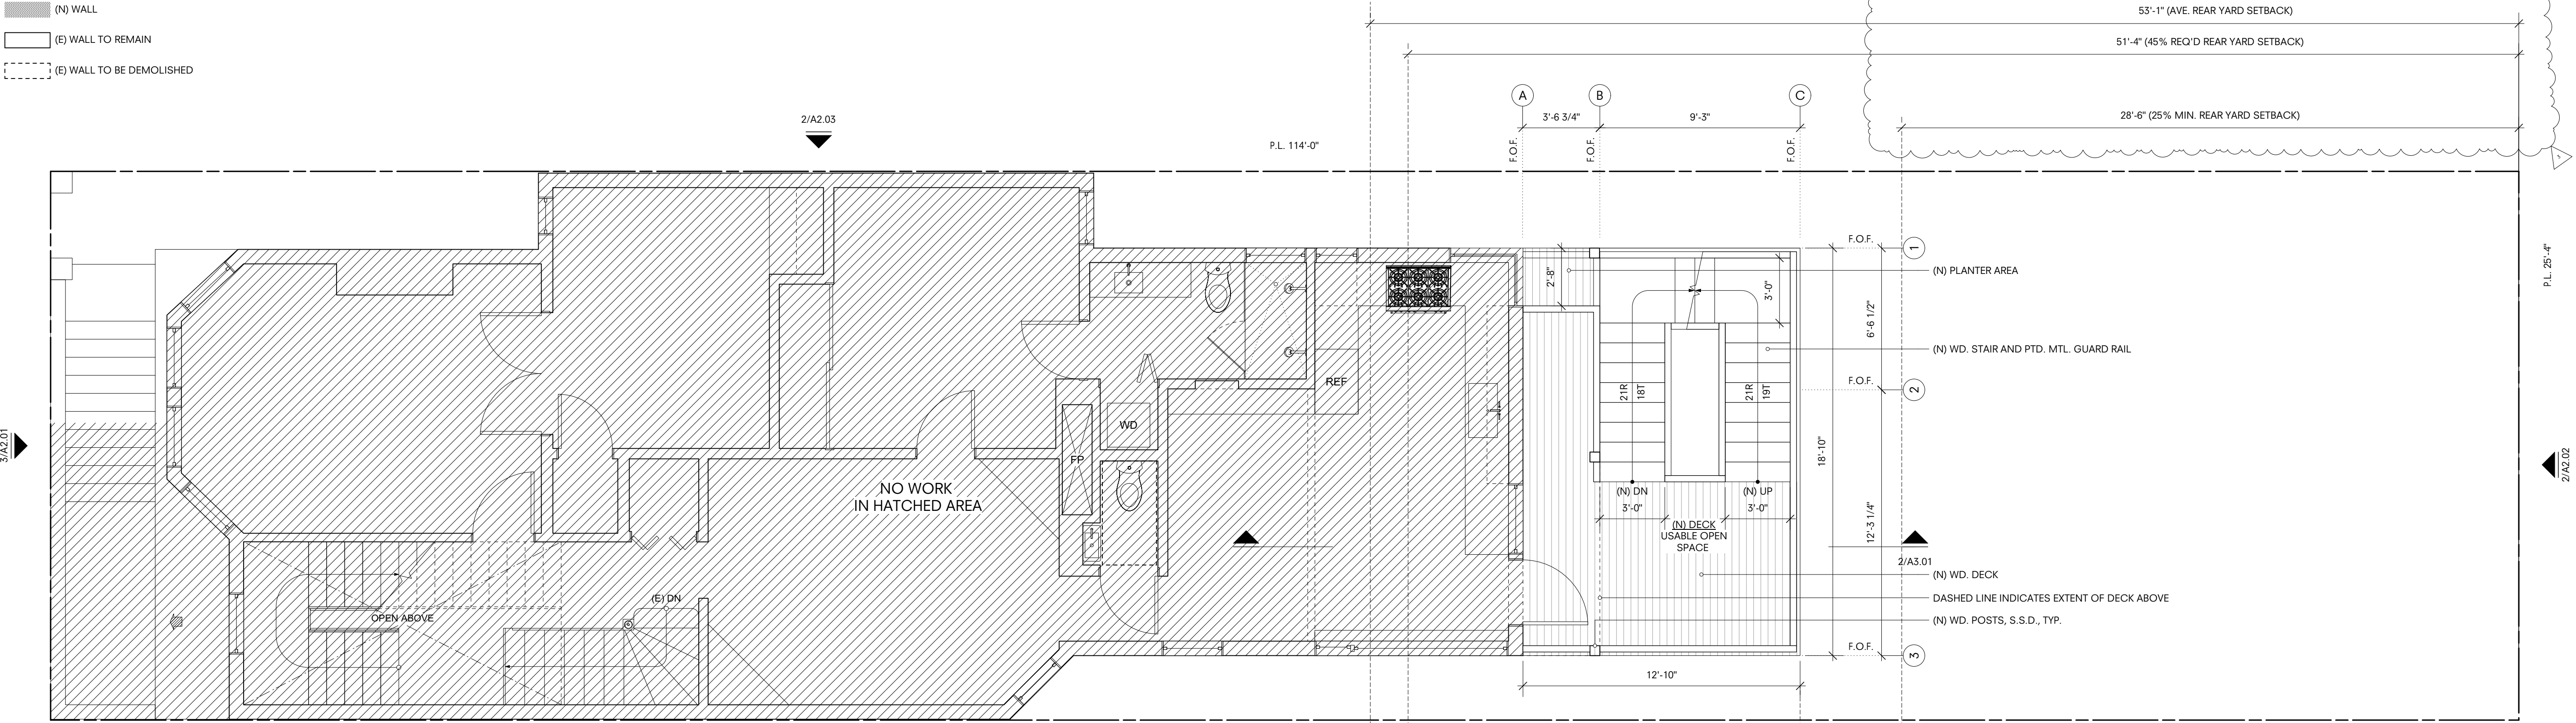 (N) WALL
(E) WALL TO REMAIN
(E) WALL TO BE DEMOLISHED
53'-1" (AVE. REAR YARD SETBACK)
51'-4" (45% REQ'D REAR YARD SETBACK)
28'-6" (25% MIN. REAR YARD SETBACK)
A
B
C
3'-6 3/4"
9'-3"
2/A2.03
P.L. 114'-0"
F.O.F.
F.O.F.
F.O.F.
P.L. 25'-4"
F.O.F.
1
(N) PLANTER AREA
2'-8"
3'-0"
6'-6 1/2"
(N) WD. STAIR AND PTD. MTL. GUARD RAIL
REF
F.O.F.
2
21R
18T
21R
19T
WD
FP
3/A2.01
2/A2.02
18'-10"
NO WORK
IN HATCHED AREA
(N) DN
(N) UP
3'-0"
3'-0"
(N) DECK
USABLE OPEN
SPACE
12'-3 1/4"
2/A3.01
(N) WD. DECK
(E) DN
DASHED LINE INDICATES EXTENT OF DECK ABOVE
OPEN ABOVE
(N) WD. POSTS, S.S.D., TYP.
F.O.F.
3
12'-10"